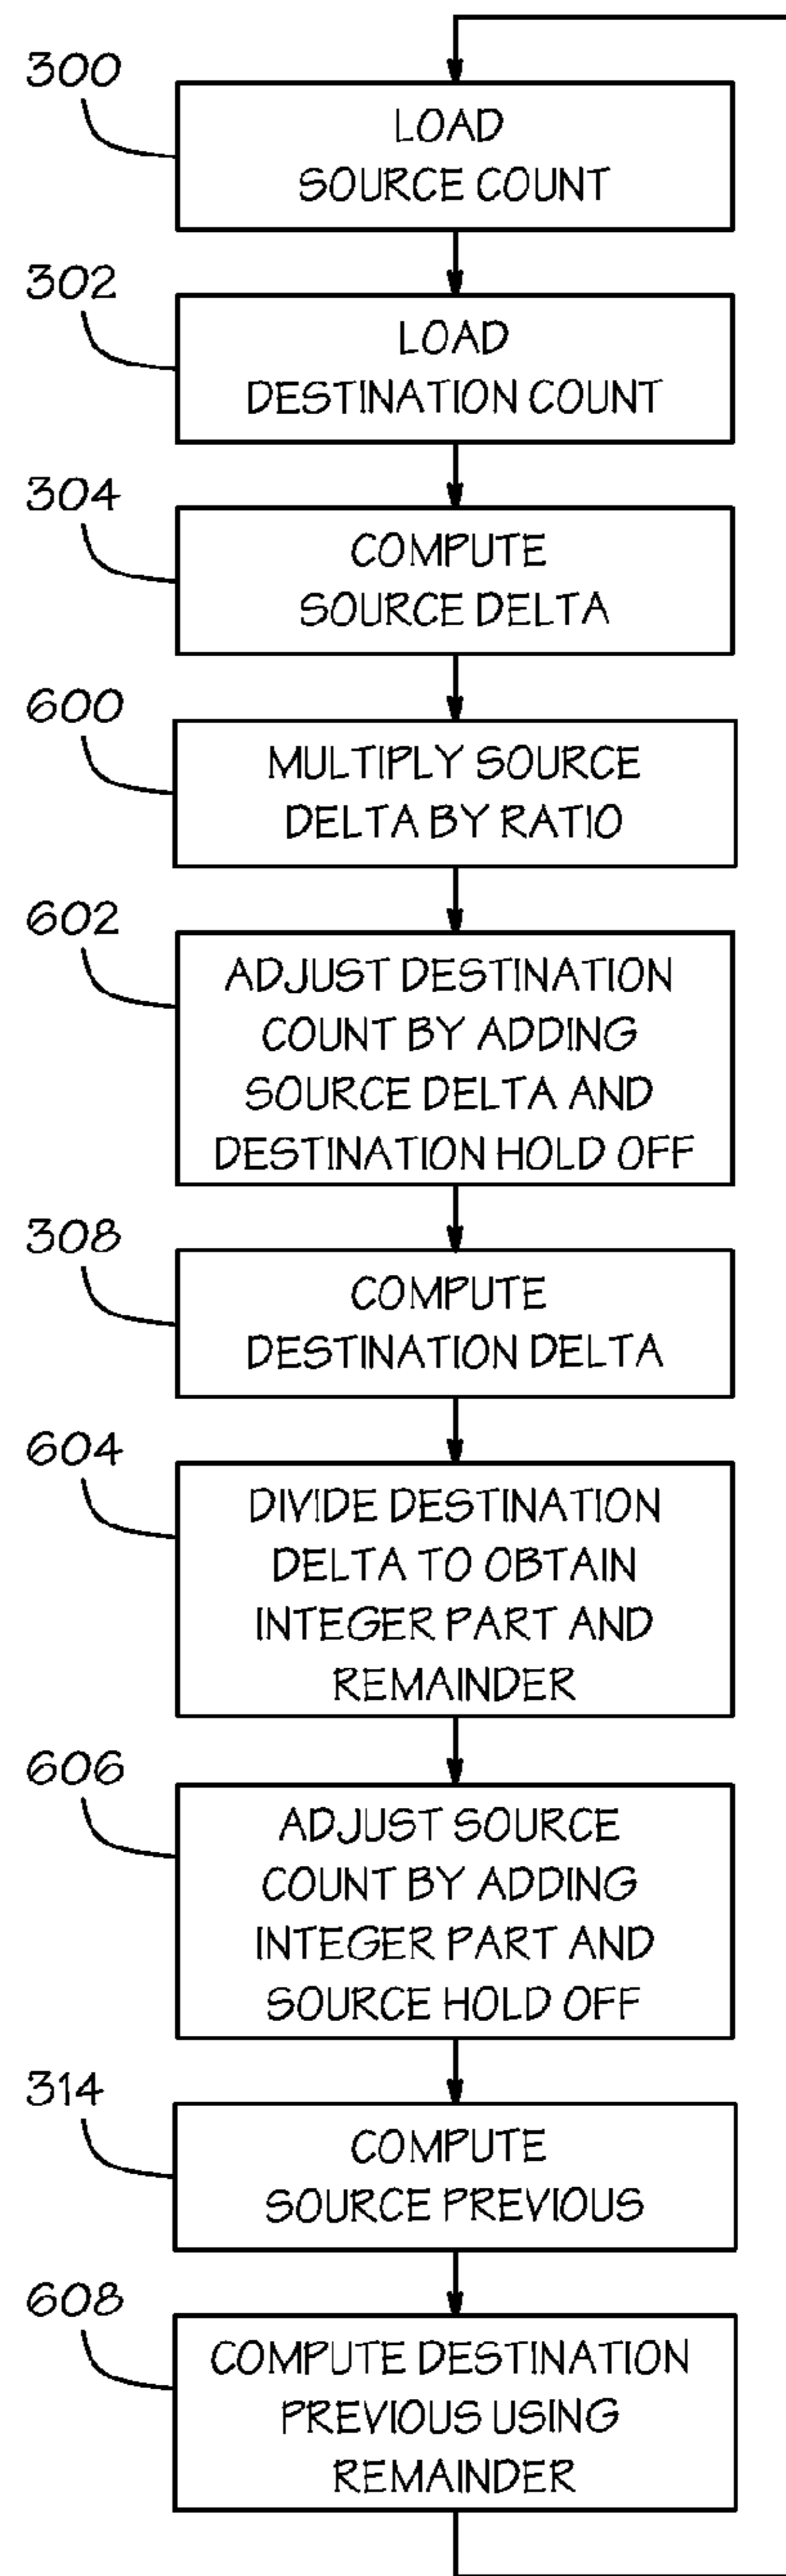 300
LOAD
SOURCE COUNT
302
LOAD
DESTINATION COUNT
304
COMPUTE
SOURCE DELTA
600
MULTIPLY SOURCE
DELTA BY RATIO
602
ADJUST DESTINATION
COUNT BY ADDING
SOURCE DELTA AND
DESTINATION HOLD OFF
308
COMPUTE
DESTINATION DELTA
604
DIVIDE DESTINATION
DELTA TO OBTAIN
INTEGER PART AND
REMAINDER
606
ADJUST SOURCE
COUNT BY ADDING
INTEGER PART AND
SOURCE HOLD OFF
314
COMPUTE
SOURCE PREVIOUS
608
COMPUTE DESTINATION
PREVIOUS USING
REMAINDER